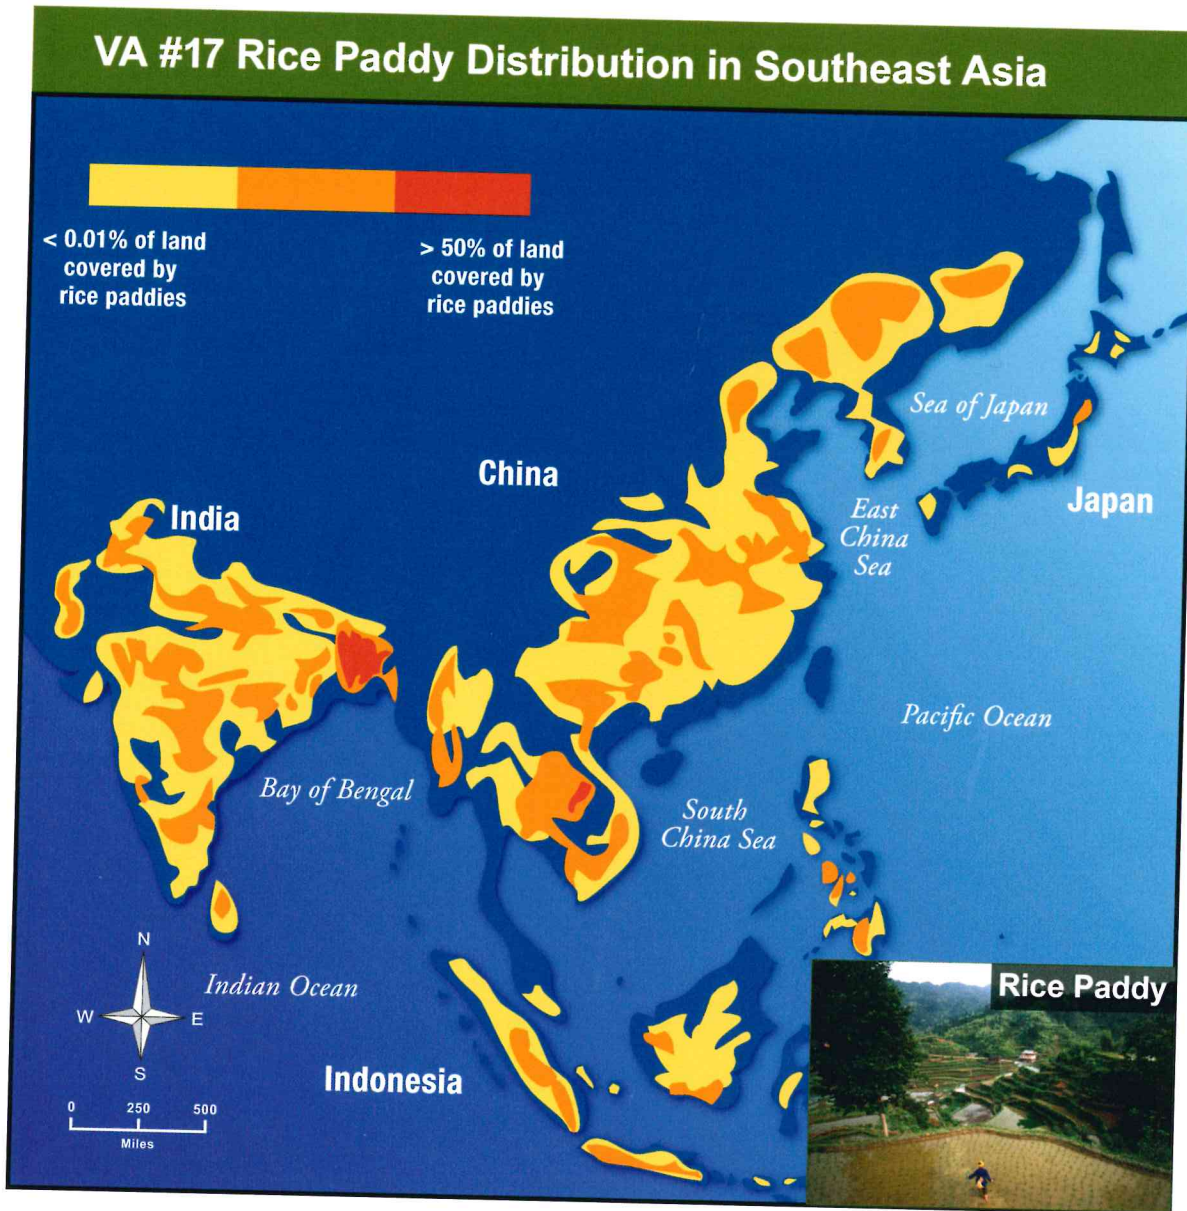 VA #17 Rice Paddy Distribution in Southeast Asia
< 0.01% of land
covered by
rice paddies
> 50% of land
covered by
rice paddies
Sea of Japan
China
Japan
India
East
China
Sea
Pacific Ocean
Bay of Bengal
South
China Sea
N
W
E
S
Indian Ocean
Rice Paddy
Indonesia
0 250 500
Miles